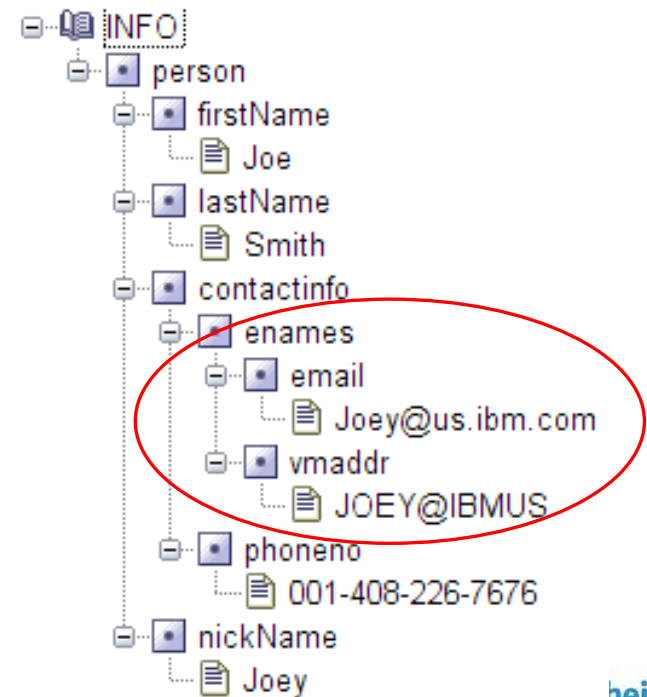 INFO
person
firstName
Joe
lastName
Smith
contactinfo
enames
email
Joey@us.ibm.com
vmaddr
JOEY@IBMUS
phoneno
001-408-226-7676
nickName
Joey